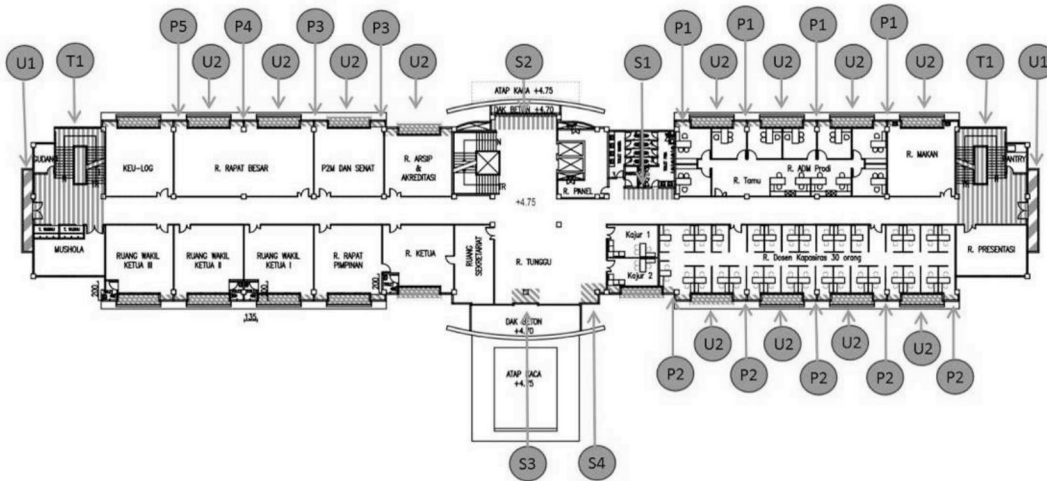 P5
P4
P3
P3
S2
S1
P1
P1
P1
P1
U1
T1
U2
U2
U2
U2
U2
U2
U2
U2
T1
U1
ATAP KACA +4.75
DAK BETON +4.70
GUDANG
KEU-LOG
R. RAPAT BESAR
P2M DAN SENAT
R. ARSIP
&
AKREDITASI
R. PANEL
R. Tamu
R. ADM Prodi
R. MAKAN
PANTRY
+4.75
MUSHOLA
RUANG WAKIL
KETUA III
RUANG WAKIL
KETUA II
RUANG WAKIL
KETUA I
R. RAPAT
PIMPINAN
R. KETUA
RUANG
SEKRETARIAT
R. TUNGGU
Kajur 1
Kajur 2
R. Dosen Kapasiras 30 orang
R. PRESENTASI
200
200
135
DAK BETON
+4.70
ATAP KACA
+4.75
U2
U2
U2
U2
P2
P2
P2
P2
P2
S3
S4